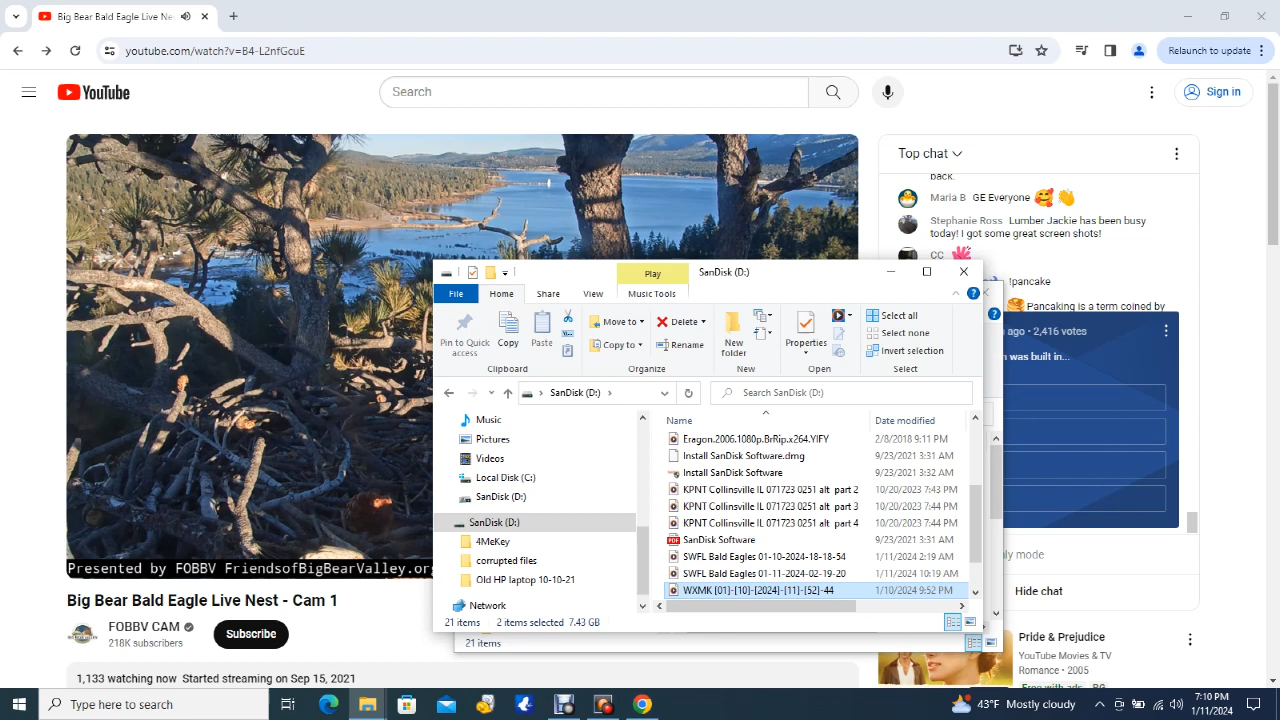 Big Bear Bald Eagle Live Nes
youtube.com/watch?v=B4-L2nfGcuE
Relaunch to update
YouTube
Search
Sign in
Top chat
back.
Maria B GE Everyone
Stephanie Ross Lumber Jackie has been busy
today! I got some great screen shots!
CC
!pancake
Pancaking is a term coined by
ago • 2,416 votes
n was built in...
ly mode
Hide chat
Play
SanDisk (D:)
File
Home
Share
View
Music Tools
Pin to Quick
access
Copy
Paste
Move to
Copy to
Delete
Rename
New
folder
Properties
Select all
Select none
Invert selection
Clipboard
Organize
New
Open
Select
SanDisk (D:)
Search SanDisk (D:)
Music
Pictures
Videos
Local Disk (C:)
SanDisk (D:)
SanDisk (D:)
4MeKey
corrupted files
Old HP laptop 10-10-21
Network
Name
Date modified
Eragon.2006.1080p.BrRip.x264.YIFY 2/8/2018 9:11 PM
Install SanDisk Software.dmg 9/23/2021 3:31 AM
Install SanDisk Software 9/23/2021 3:32 AM
KPNT Collinsville IL 071723 0251 alt part 2 10/20/2023 7:43 PM
KPNT Collinsville IL 071723 0251 alt part 3 10/20/2023 7:44 PM
KPNT Collinsville IL 071723 0251 alt part 4 10/20/2023 7:44 PM
SanDisk Software 9/23/2021 3:31 AM
SWFL Bald Eagles 01-10-2024-18-18-54 1/11/2024 2:19 AM
SWFL Bald Eagles 01-11-2024-02-19-20 1/11/2024 10:19 AM
WXMK [01]-[10]-[2024]-[11]-[52]-44 1/10/2024 9:52 PM
21 items 2 items selected 7.43 GB
21 items
Presented by FOBBV FriendsofBigBearValley.org
Big Bear Bald Eagle Live Nest - Cam 1
FOBBV CAM
218K subscribers
Subscribe
1,133 watching now Started streaming on Sep 15, 2021
Pride & Prejudice
YouTube Movies & TV
Romance • 2005
Free with ads PG
Type here to search
43°F Mostly cloudy
7:10 PM
1/11/2024